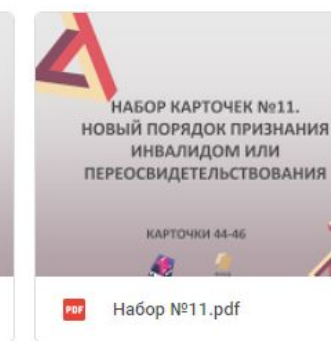 НАБОР КАРТОЧЕК №11.
НОВЫЙ ПОРЯДОК ПРИЗНАНИЯ
ИНВАЛИДОМ ИЛИ
ПЕРЕОСВИДЕТЕЛЬСТВОВАНИЯ
КАРТОЧКИ 44-46
PDF Набор №11.pdf